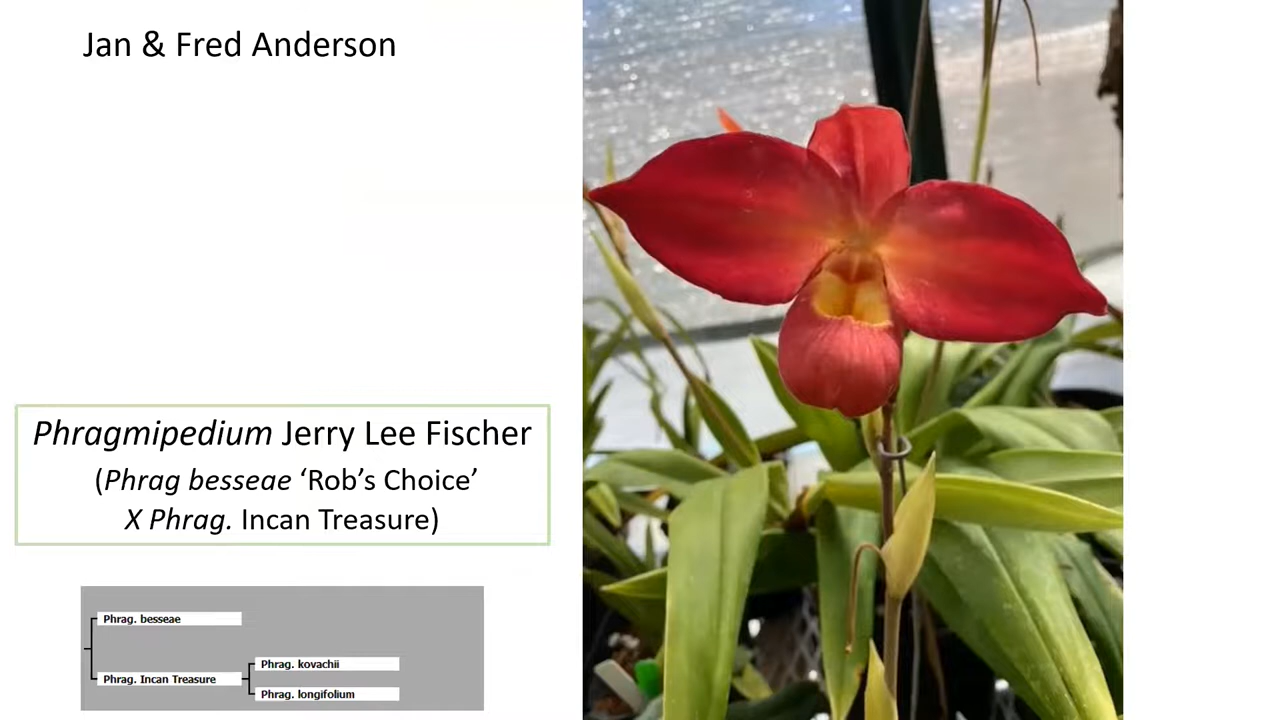 Jan & Fred Anderson
Phragmipedium Jerry Lee Fischer
(Phrag besseae ‘Rob’s Choice’
X Phrag. Incan Treasure)
Phrag. besseae
Phrag. Incan Treasure
Phrag. kovachii
Phrag. longifolium